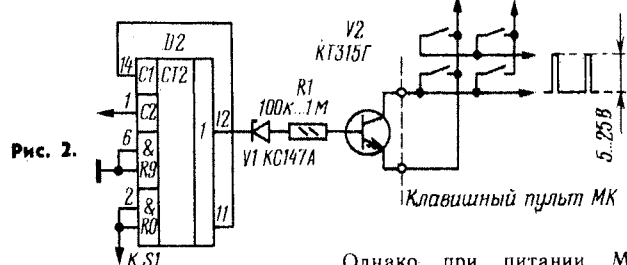 V2
КТ315Г
D2
14
C1
CT2
R1
100к...1М
1
C2
1
12
6
&
R9
V1 КС147А
5...25В
Рис. 2.
2
&
R0
11
Клавишный пульт МК
К S1
Однако при питании М